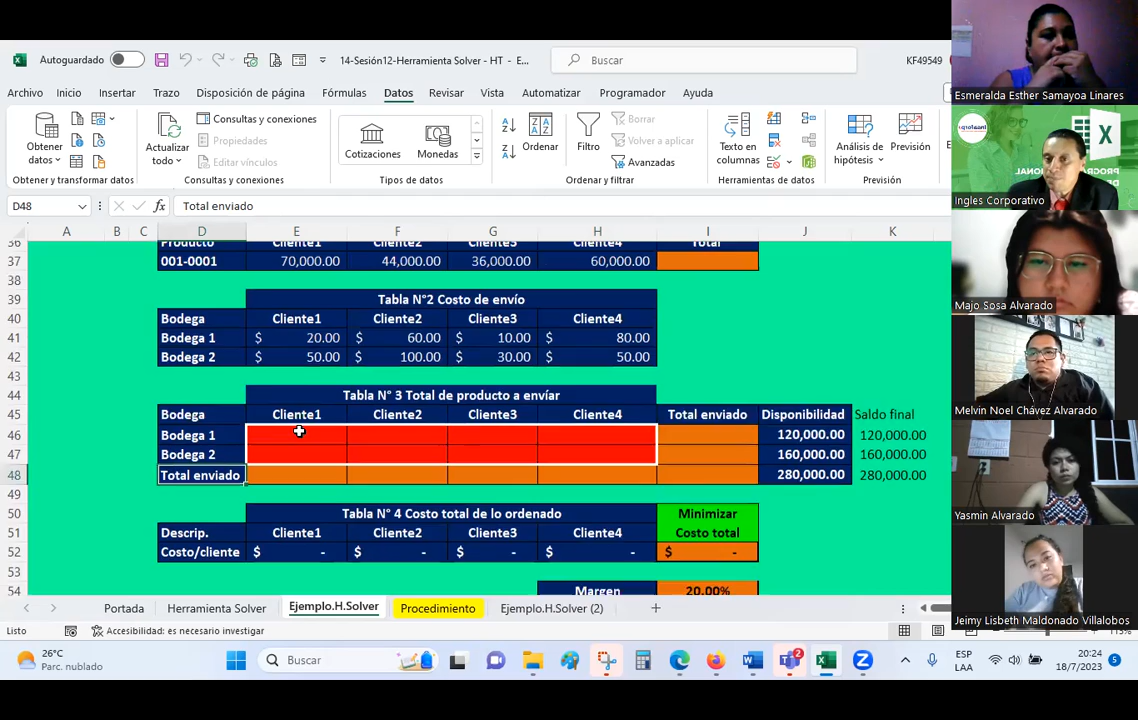 Autoguardado
14-Sesión12-Herramienta Solver - HT - E...
Buscar
KF49549
Archivo Inicio Insertar Trazo Disposición de página Fórmulas Datos Revisar Vista Automatizar Programador Ayuda
Obtener datos
Actualizar todo
Consultas y conexiones
Propiedades
Editar vínculos
Cotizaciones
Monedas
Ordenar
Filtro
Borrar
Volver a aplicar
Avanzadas
Texto en columnas
Análisis de hipótesis
Previsión
Obtener y transformar datos
Consultas y conexiones
Tipos de datos
Ordenar y filtrar
Herramientas de datos
Previsión
D48
fx
Total enviado
A B C D E F G H I J K
36 Producto Cliente1 Cliente2 Cliente3 Cliente4 Total
37 001-0001 70,000.00 44,000.00 36,000.00 60,000.00
38
39 Tabla N°2 Costo de envío
40 Bodega Cliente1 Cliente2 Cliente3 Cliente4
41 Bodega 1 $ 20.00 $ 60.00 $ 10.00 $ 80.00
42 Bodega 2 $ 50.00 $ 100.00 $ 30.00 $ 50.00
43
44 Tabla N° 3 Total de producto a envíar
45 Bodega Cliente1 Cliente2 Cliente3 Cliente4 Total enviado Disponibilidad Saldo final
46 Bodega 1 120,000.00 120,000.00
47 Bodega 2 160,000.00 160,000.00
48 Total enviado 280,000.00 280,000.00
49
50 Tabla N° 4 Costo total de lo ordenado Minimizar
51 Descrip. Cliente1 Cliente2 Cliente3 Cliente4 Costo total
52 Costo/cliente $ - $ - $ - $ - $ -
53
54 Margen 20.00%
Portada Herramienta Solver Ejemplo.H.Solver Procedimiento Ejemplo.H.Solver (2)
Listo
Accesibilidad: es necesario investigar
115%
26°C
Parc. nublado
Buscar
2
ESP
LAA
20:24
18/7/2023
5
Esmeralda Esther Samayoa Linares
Ingles Corporativo
Majo Sosa Alvarado
Melvin Noel Chávez Alvarado
Yasmin Alvarado
Jeimy Lisbeth Maldonado Villalobos